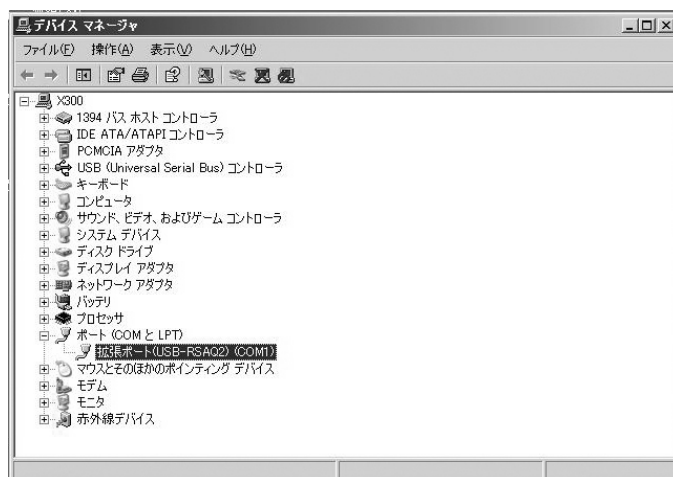 デバイス マネージャ
ファイル(F) 操作(A) 表示(V) ヘルプ(H)
X300
1394 バス ホスト コントローラ
IDE ATA/ATAPI コントローラ
PCMCIA アダプタ
USB (Universal Serial Bus) コントローラ
キーボード
コンピュータ
サウンド、ビデオ、およびゲーム コントローラ
システム デバイス
ディスク ドライブ
ディスプレイ アダプタ
ネットワーク アダプタ
バッテリ
プロセッサ
ポート (COM と LPT)
拡張ポート(USB-RSAQ2) (COM1)
マウスとそのほかのポインティング デバイス
モデム
モニタ
赤外線デバイス